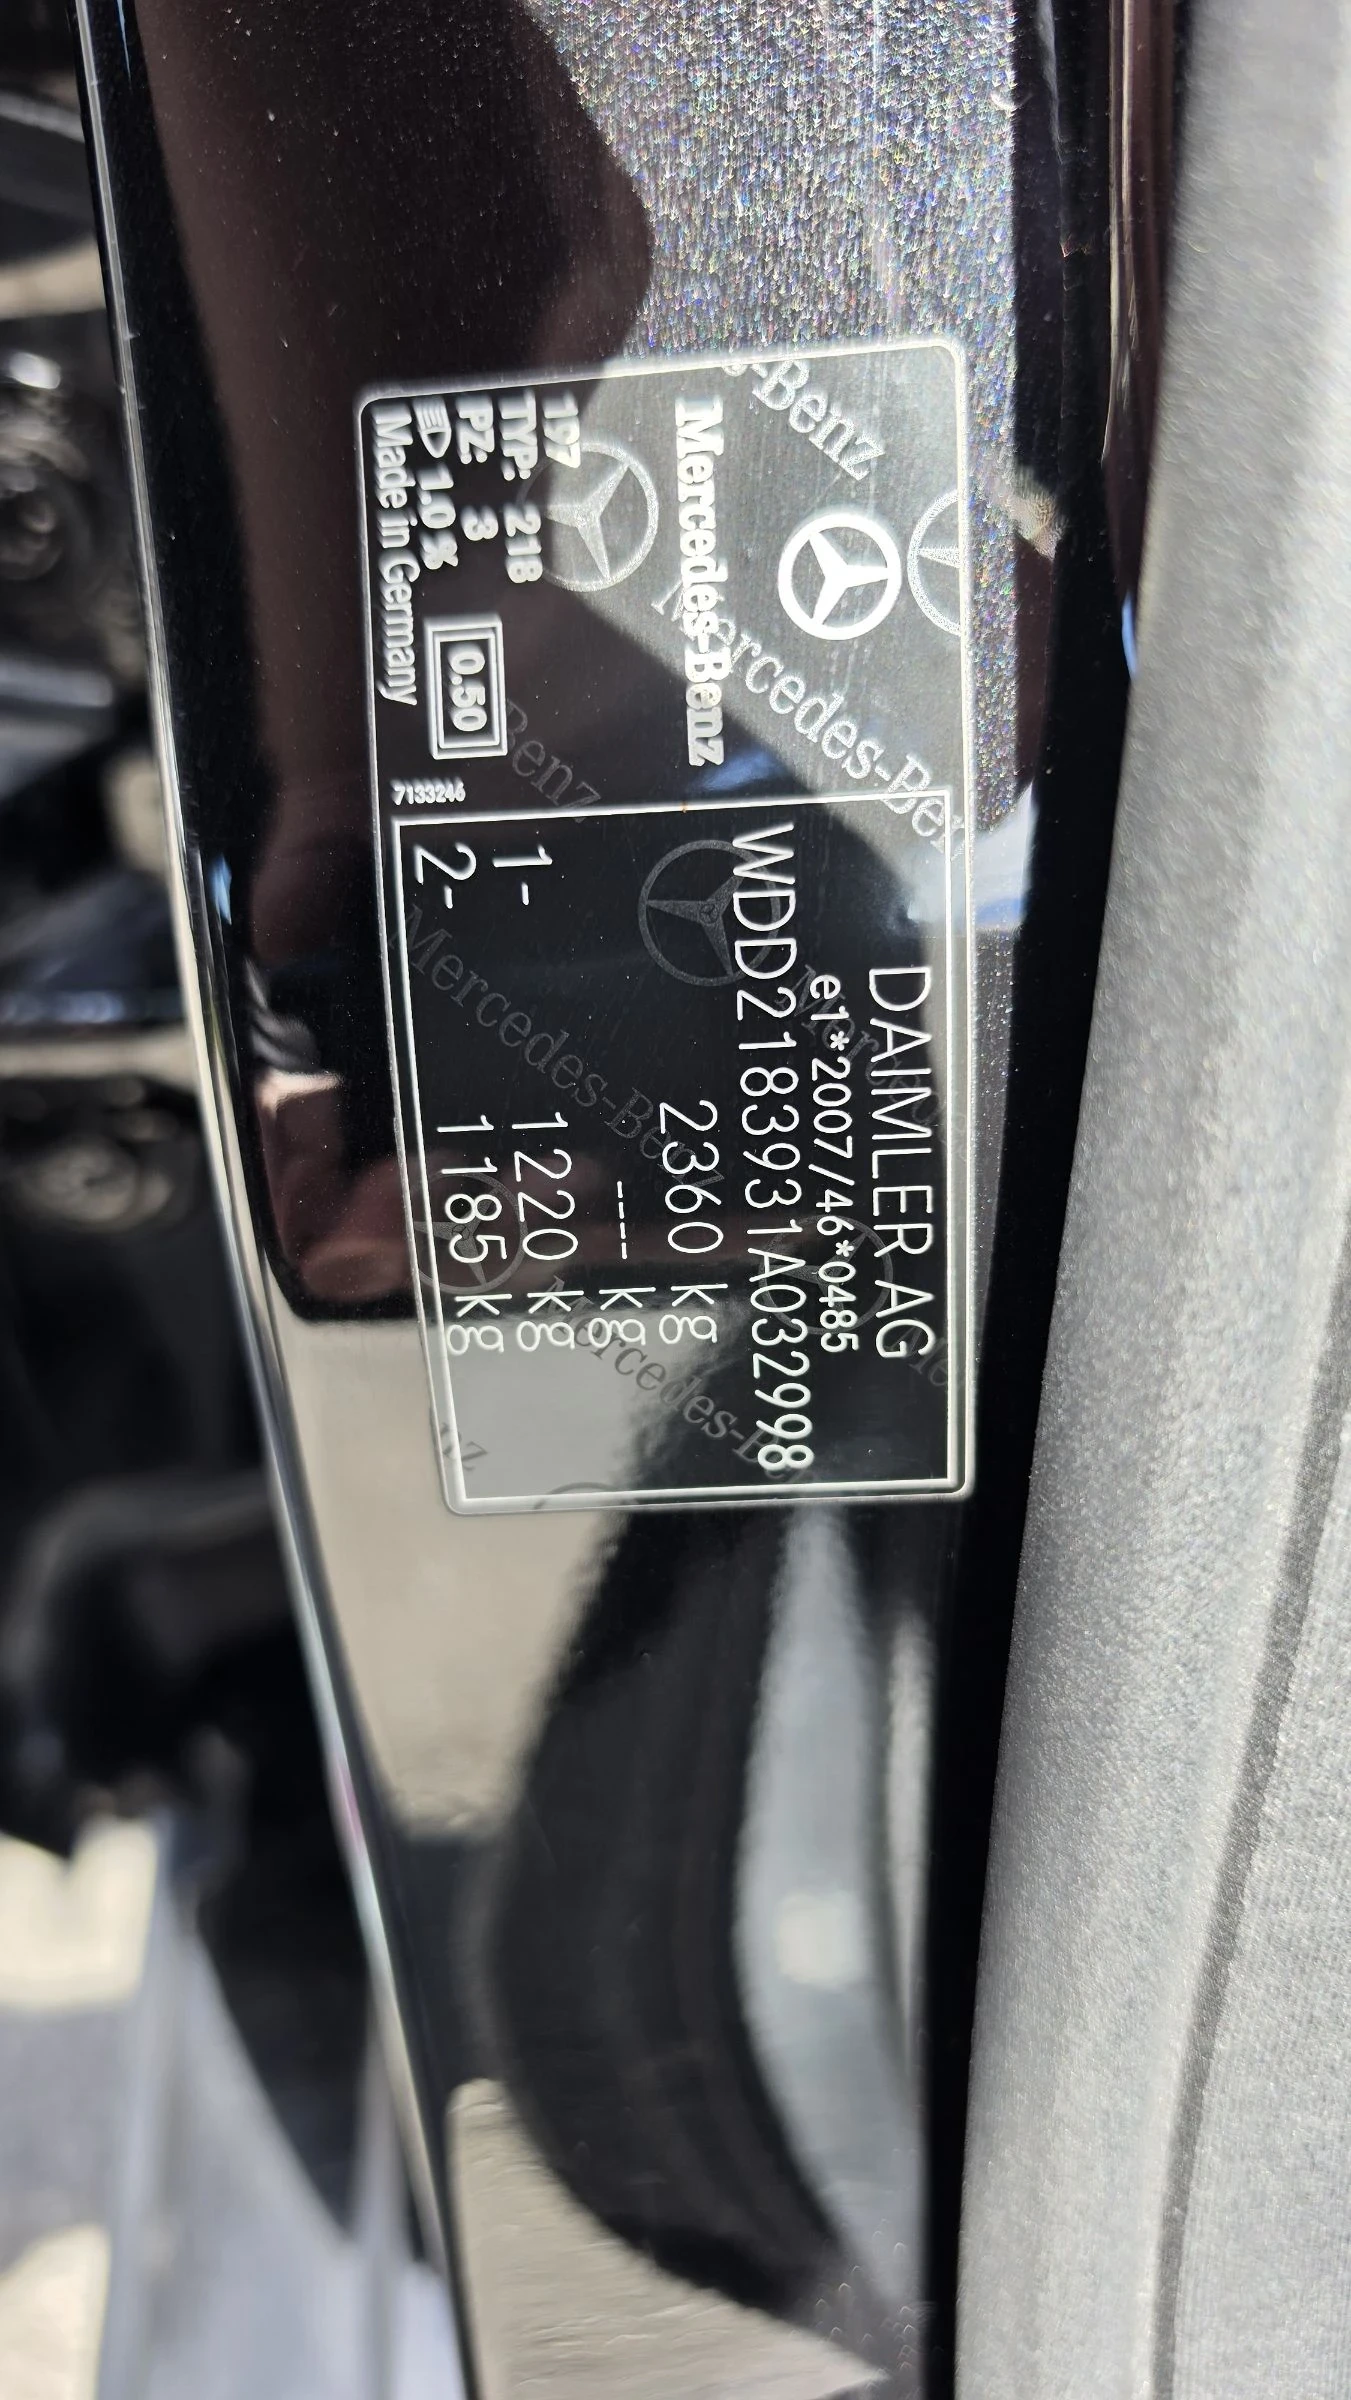 Mercedes-Benz
197
TYP: 218
PZ: 3
1.0 %
0.50
Made in Germany
7133246
DAIMLER AG
e1*2007/46*0485
WDD2183931A032998
2360 kg
---- kg
1- 1220 kg
2- 1185 kg